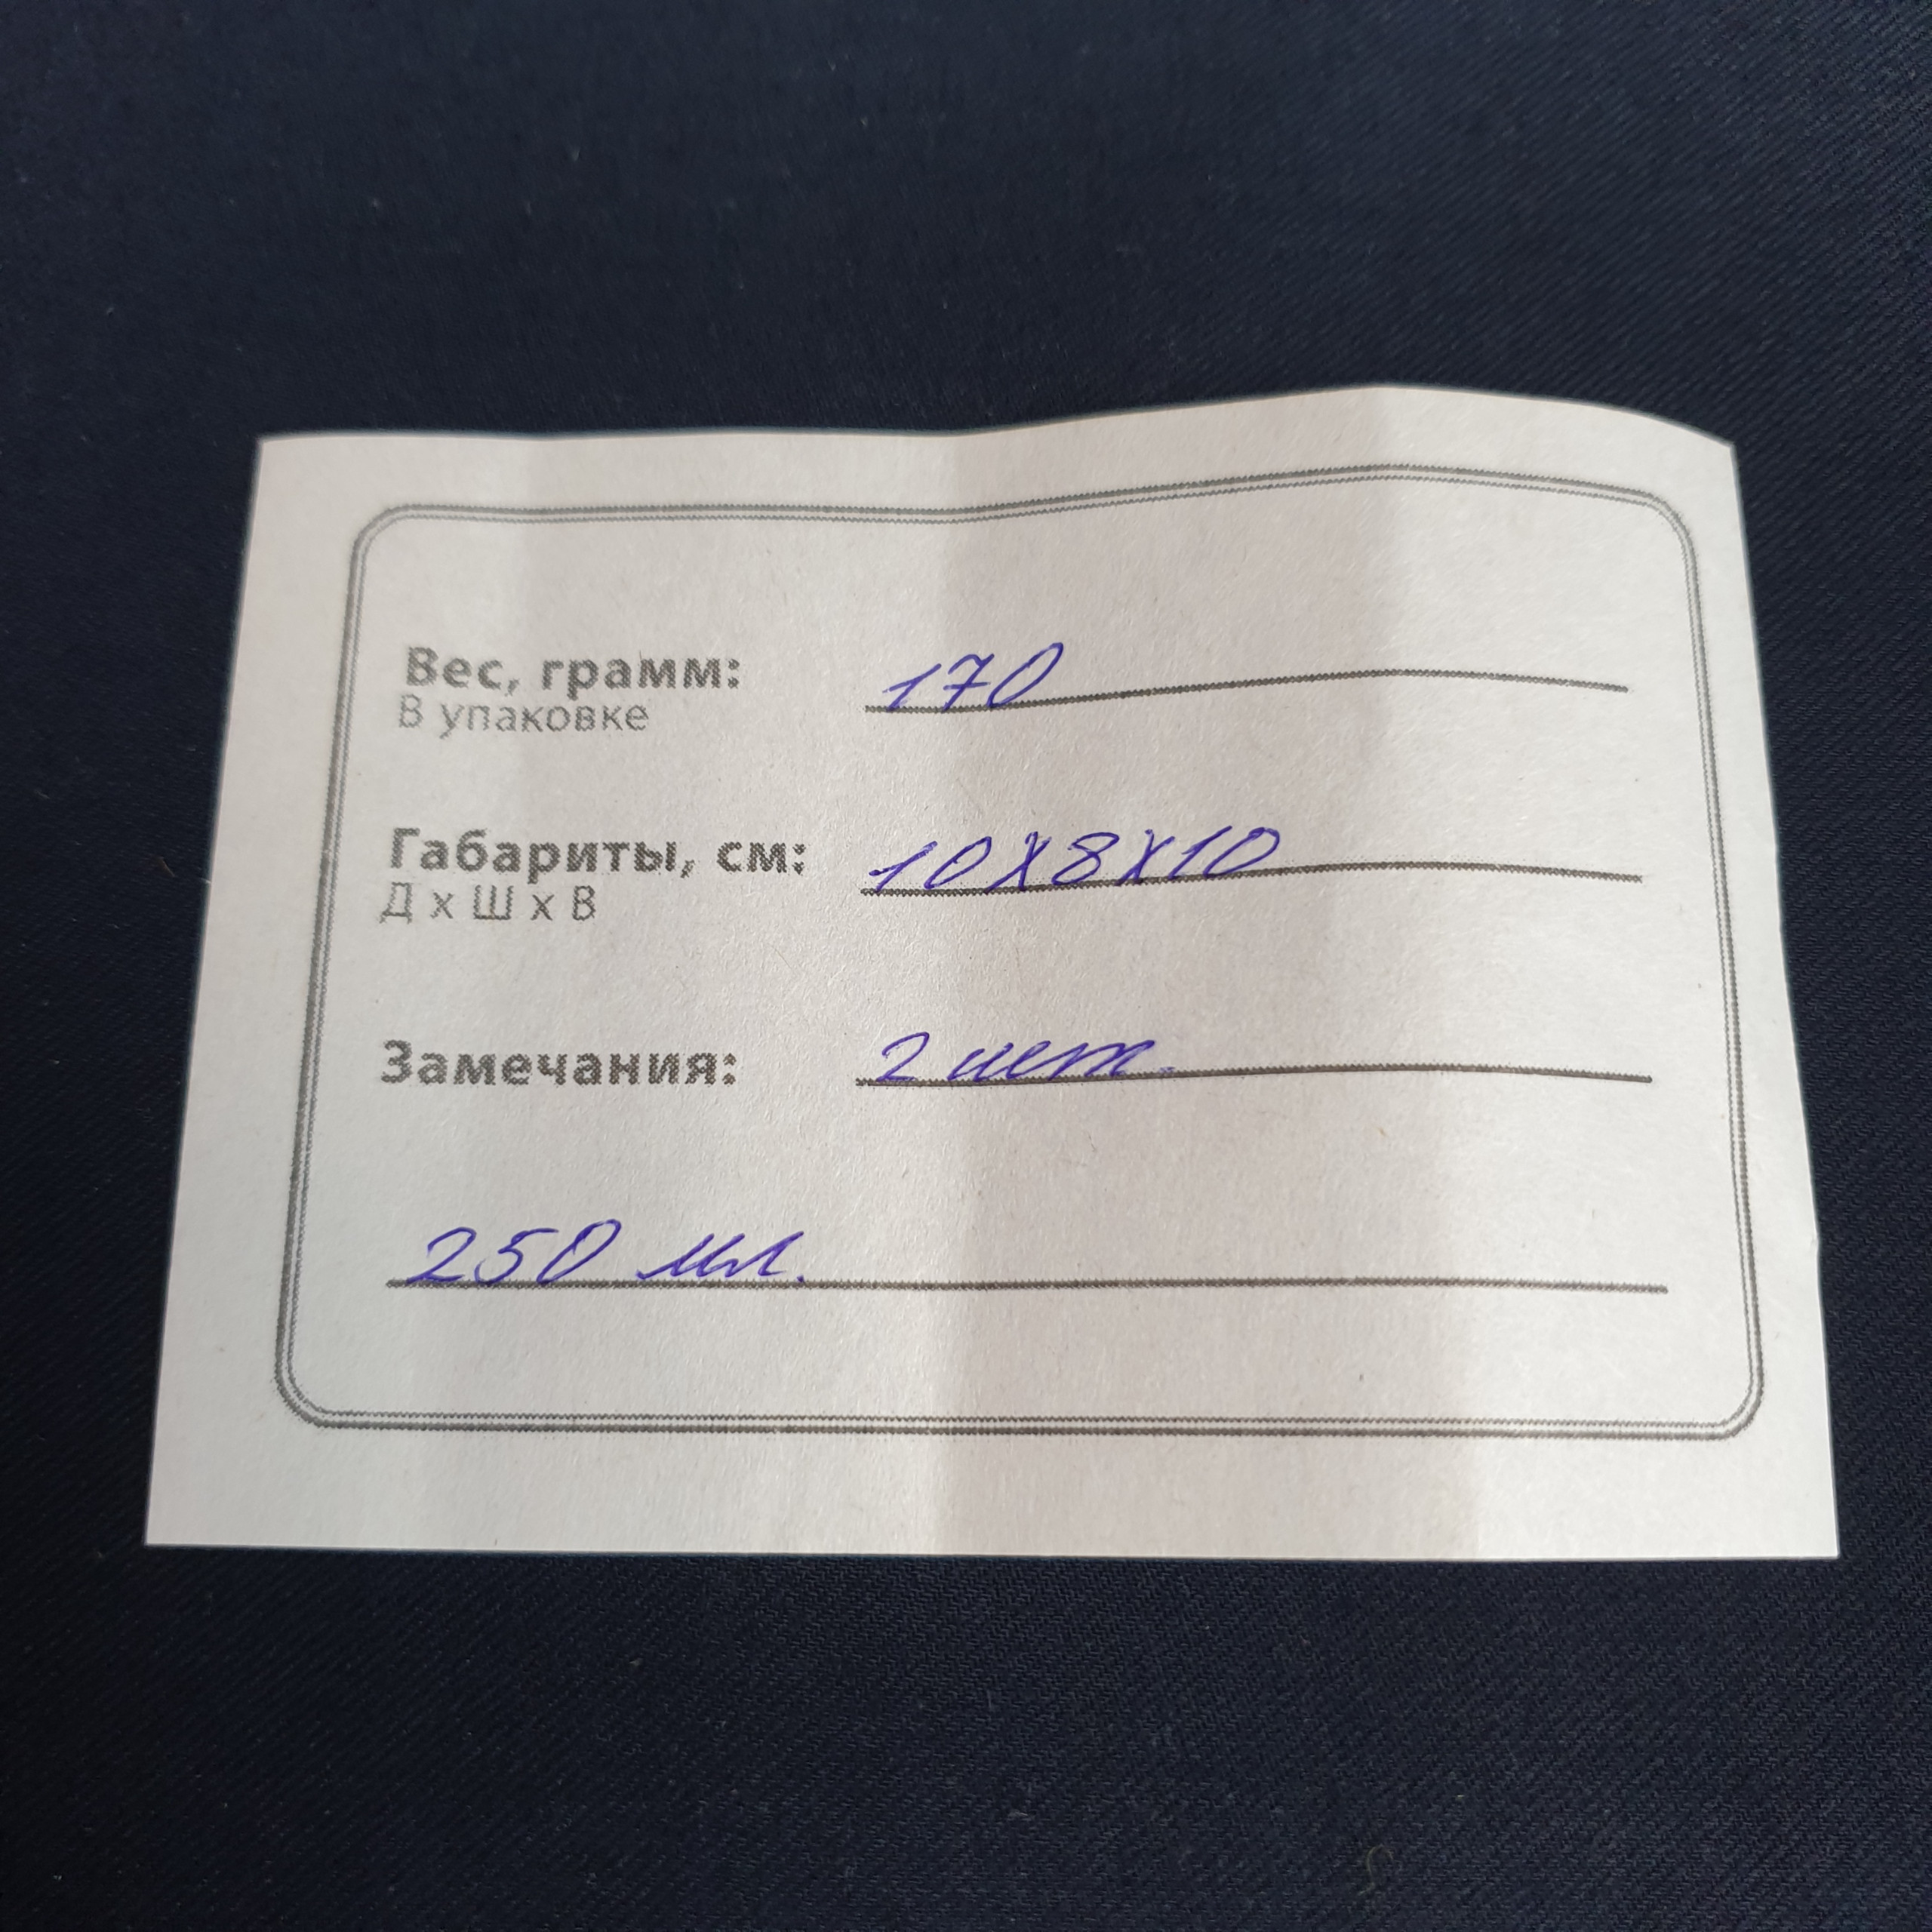 Вес, грамм: 170
В упаковке
Габариты, см: 10х8х10
Д х Ш х В
Замечания: 2 шт.
250 мл.